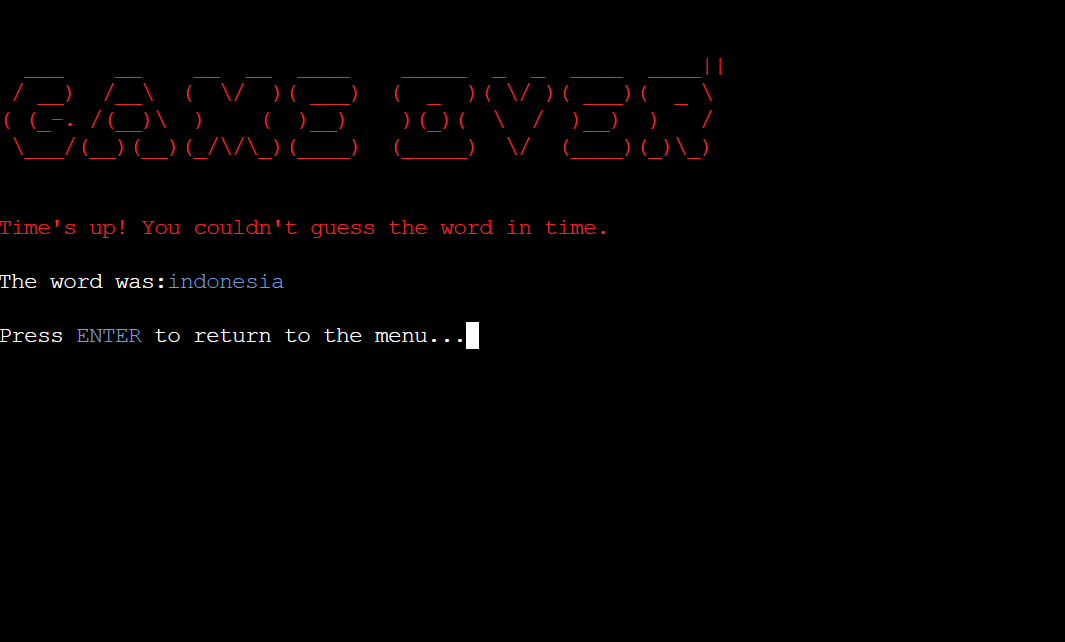 GAME OVER
Time's up! You couldn't guess the word in time.
The word was:indonesia
Press ENTER to return to the menu...